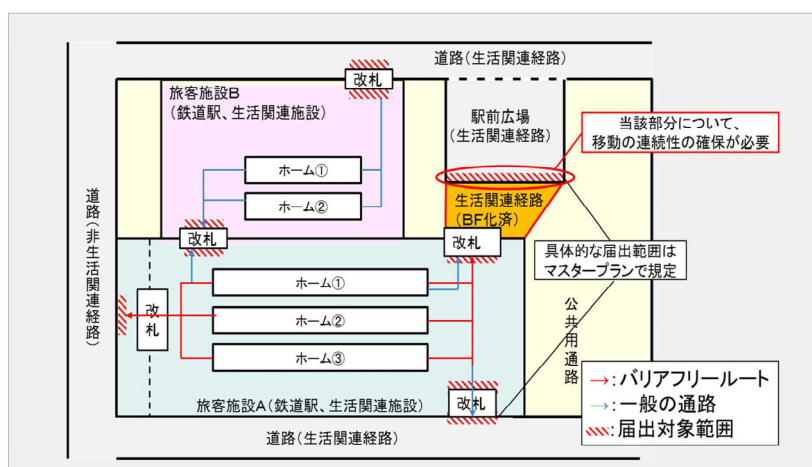 道路(生活関連経路)
改札
旅客施設B
(鉄道駅、生活関連施設)
駅前広場
(生活関連経路)
当該部分について、
移動の連続性の確保が必要
ホーム①
ホーム②
生活関連経路
(BF化済)
道路(非生活関連経路)
改札
改札
具体的な届出範囲は
マスタープランで規定
ホーム①
改札
ホーム②
ホーム③
公共用通路
旅客施設A(鉄道駅、生活関連施設)
改札
道路(生活関連経路)
→:バリアフリールート
→:一般の通路
:届出対象範囲